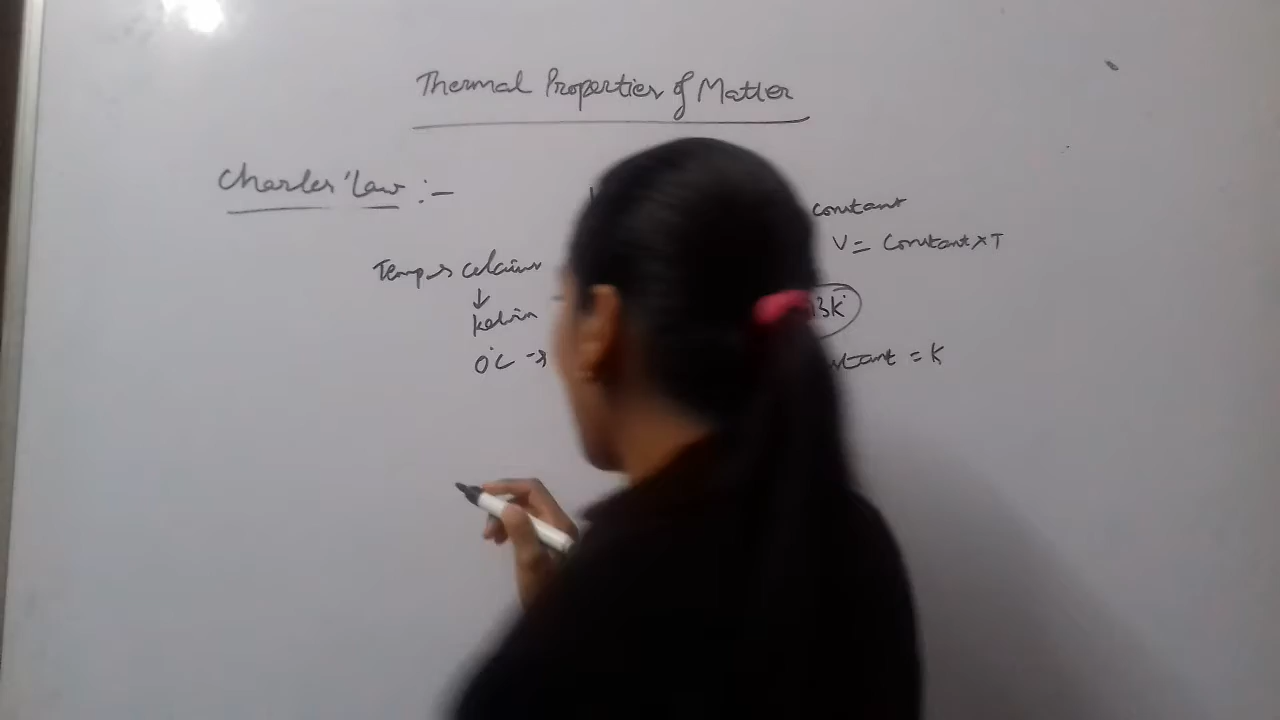 Thermal Properties of Matter
Charles' Law :-
constant
V = Constant x T
Temp → Celcius
↓
Kelvin
3K
0°C →
stant = K